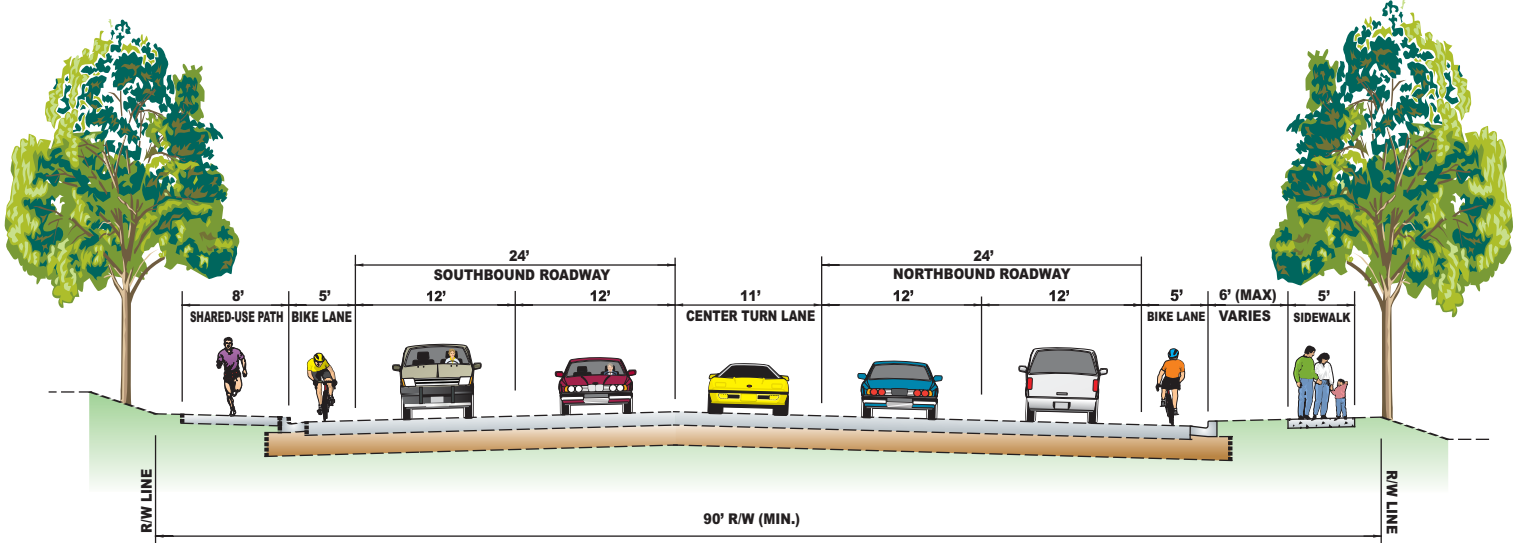 24’
SOUTHBOUND ROADWAY
24’
NORTHBOUND ROADWAY
8’
5’
12’
12’
11’
12’
12’
5’
6’ (MAX)
5’
SHARED-USE PATH
BIKE LANE
CENTER TURN LANE
BIKE LANE
VARIES
SIDEWALK
R/W LINE
90’ R/W (MIN.)
R/W LINE